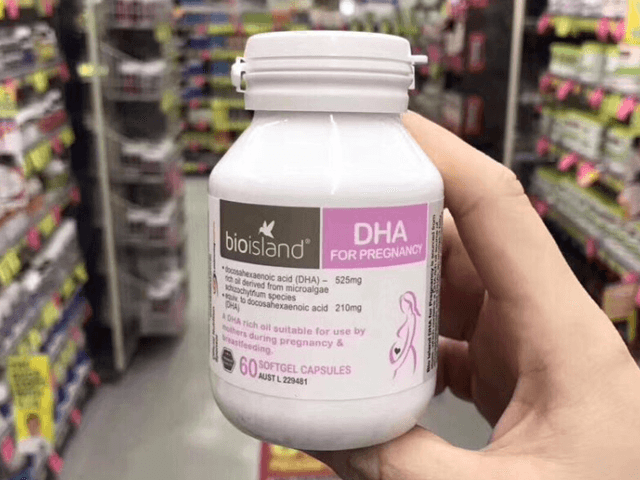 bioisland®
DHA
FOR PREGNANCY
• docosahexaenoic acid (DHA) – 525mg
rich oil derived from microalgae
schizochytrium species
• equiv. to docosahexaenoic acid 210mg
(DHA)
A DHA rich oil suitable for use by
mothers during pregnancy &
breastfeeding.
60 SOFTGEL CAPSULES
AUST L 229481